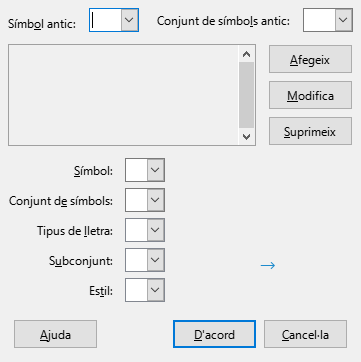 Símbol antic: Conjunt de símbols antic:
Afegeix
Modifica
Suprimeix
Símbol:
Conjunt de símbols:
Tipus de lletra:
Subconjunt:
→
Estil:
Ajuda D'acord Cancel·la